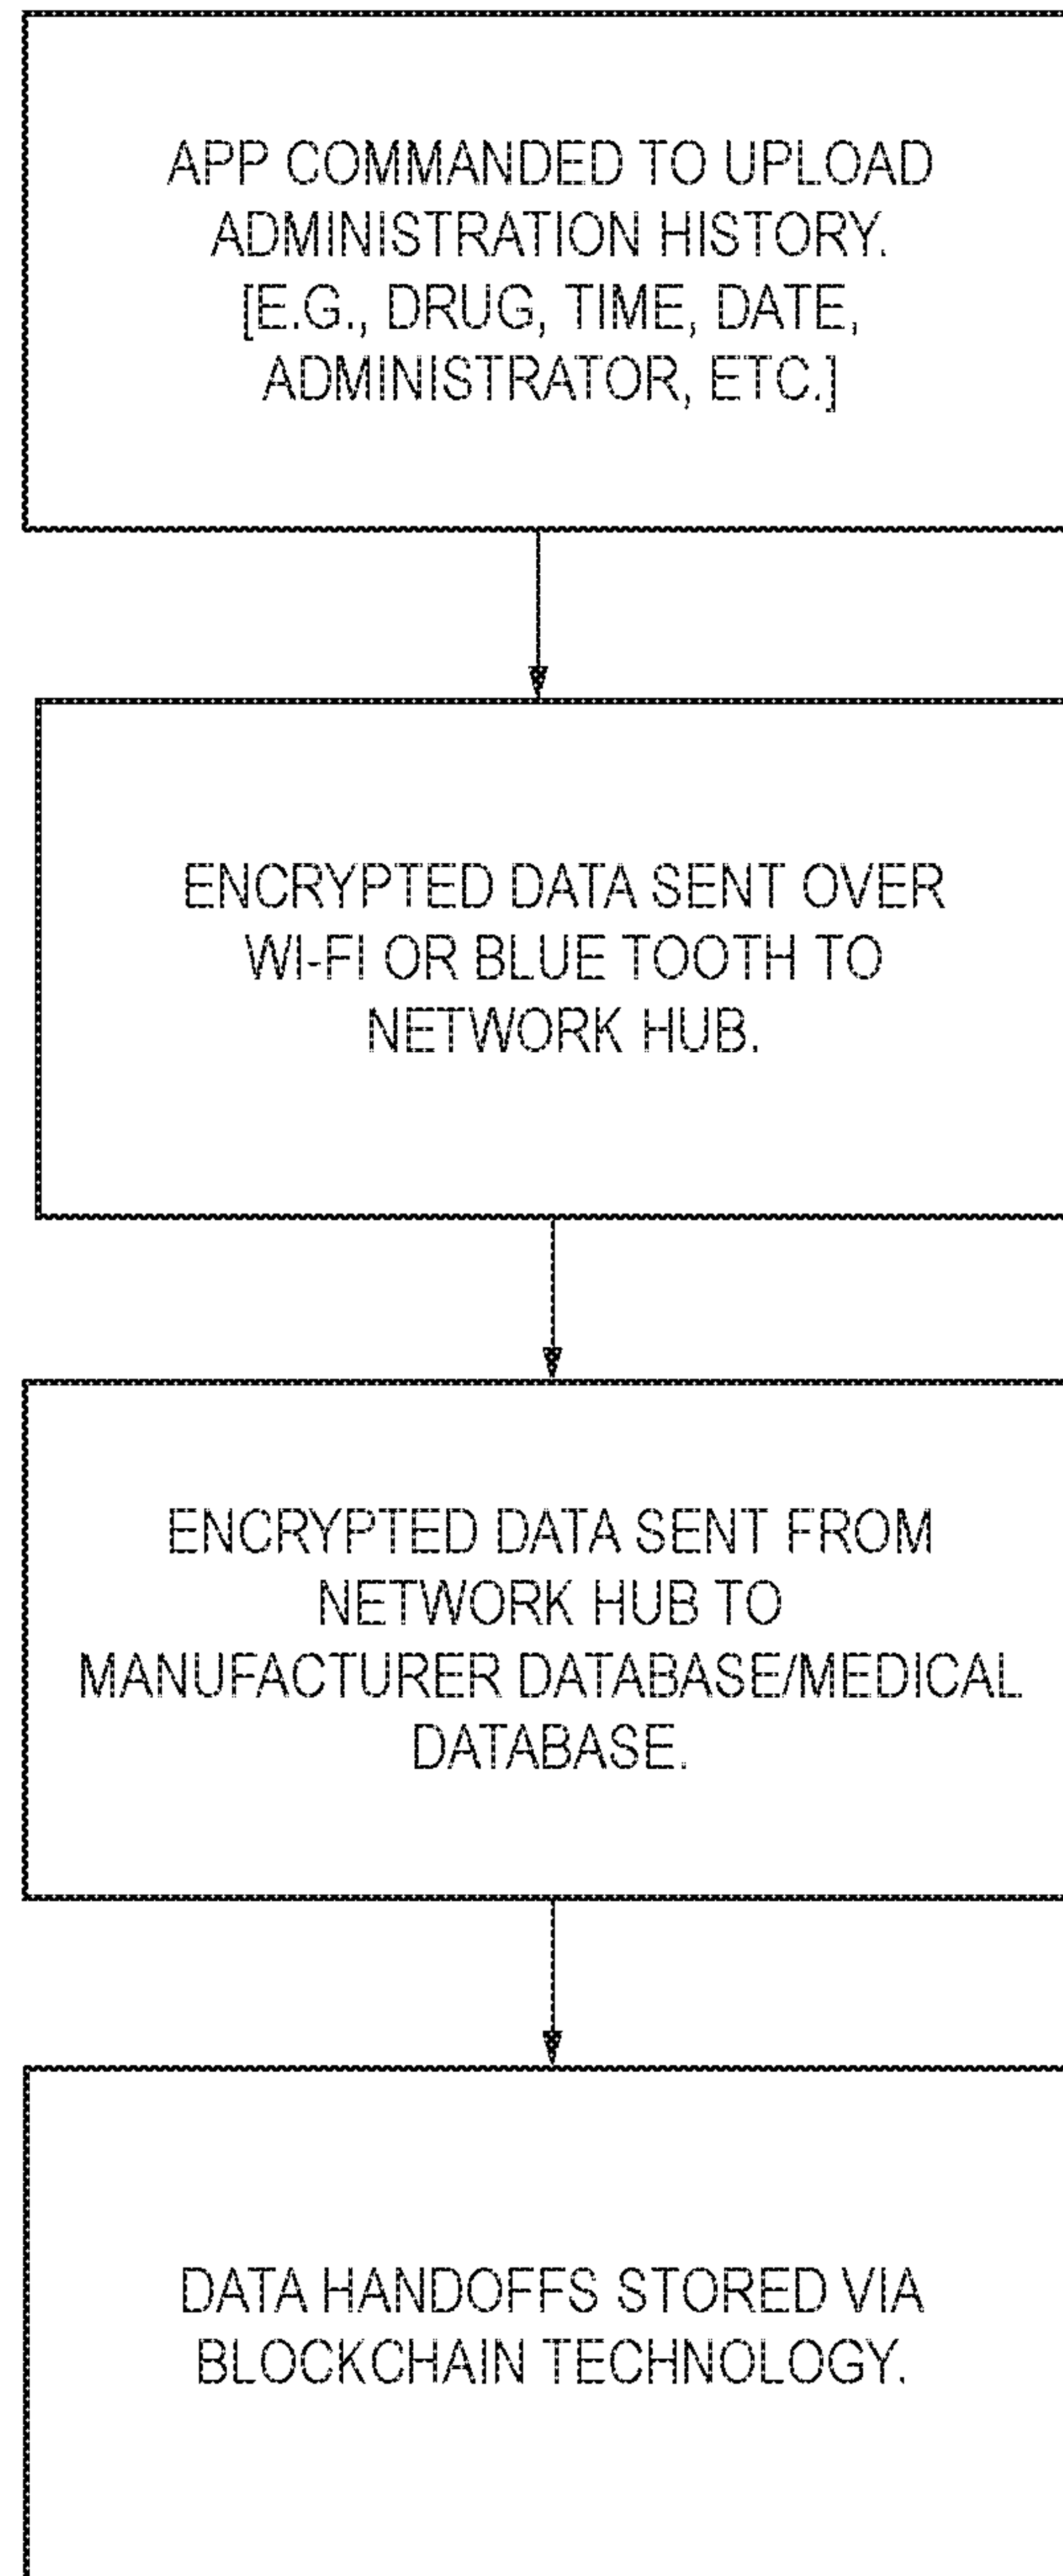 APP COMMANDED TO UPLOAD
ADMINISTRATION HISTORY.
[E.G., DRUG, TIME, DATE,
ADMINISTRATOR, ETC.]
ENCRYPTED DATA SENT OVER
WI-FI OR BLUE TOOTH TO
NETWORK HUB.
ENCRYPTED DATA SENT FROM
NETWORK HUB TO
MANUFACTURER DATABASE/MEDICAL
DATABASE.
DATA HANDOFFS STORED VIA
BLOCKCHAIN TECHNOLOGY.